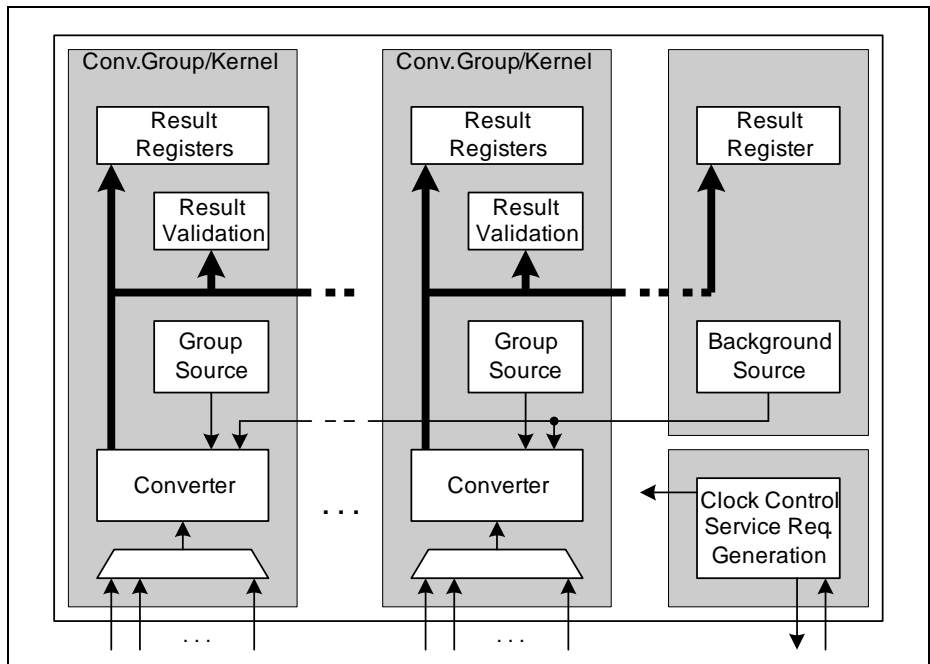 Conv.Group/Kernel
Result
Registers
Result
Validation
Group
Source
Converter
. . .
. . .
Conv.Group/Kernel
Result
Registers
Result
Validation
Group
Source
Converter
. . .
Result
Register
Background
Source
Clock Control
Service Req.
Generation